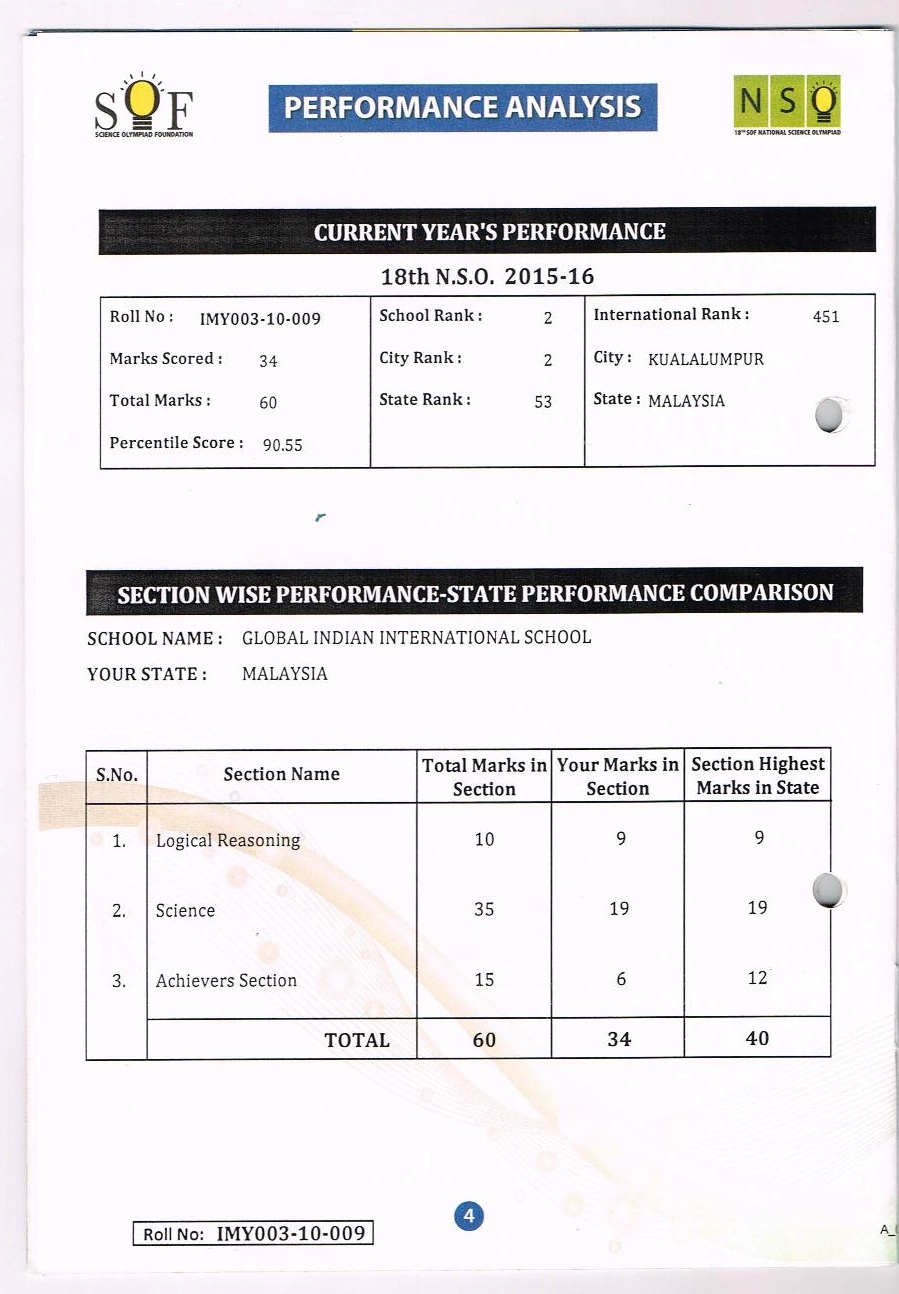 SOF
SCIENCE OLYMPIAD FOUNDATION
PERFORMANCE ANALYSIS
NSO
18TH SOF NATIONAL SCIENCE OLYMPIAD
CURRENT YEAR'S PERFORMANCE
18th N.S.O. 2015-16
Roll No : IMY003-10-009 School Rank : 2 International Rank : 451
Marks Scored : 34 City Rank : 2 City : KUALALUMPUR
Total Marks : 60 State Rank : 53 State : MALAYSIA
Percentile Score : 90.55
SECTION WISE PERFORMANCE-STATE PERFORMANCE COMPARISON
SCHOOL NAME : GLOBAL INDIAN INTERNATIONAL SCHOOL
YOUR STATE : MALAYSIA
S.No. Section Name Total Marks in Section Your Marks in Section Section Highest Marks in State
1. Logical Reasoning 10 9 9
2. Science 35 19 19
3. Achievers Section 15 6 12
TOTAL 60 34 40
4
Roll No: IMY003-10-009